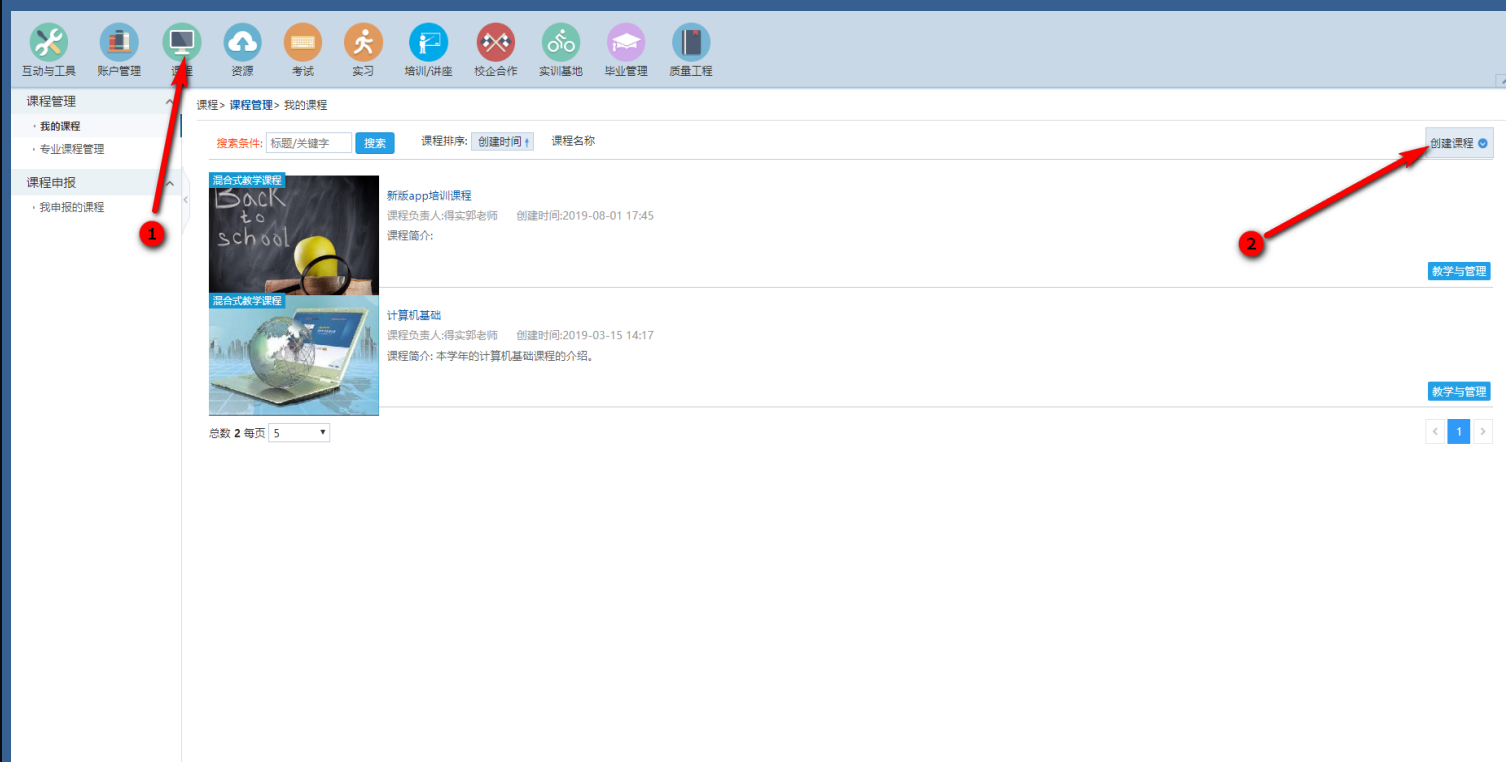 互动与工具 账户管理 课程 资源 考试 实习 培训/讲座 校企合作 实训基地 毕业管理 质量工程
课程管理
我的课程
专业课程管理
课程申报
我申报的课程
1
课程> 课程管理> 我的课程
搜索条件: 标题/关键字 搜索 课程排序: 创建时间 课程名称 创建课程
2
混合式教学课程
Back
to
school
新版app培训课程
课程负责人:得实郭老师 创建时间:2019-08-01 17:45
课程简介:
教学与管理
混合式教学课程
计算机基础
课程负责人:得实郭老师 创建时间:2019-03-15 14:17
课程简介: 本学年的计算机基础课程的介绍。
教学与管理
总数 2 每页 5 < 1 >